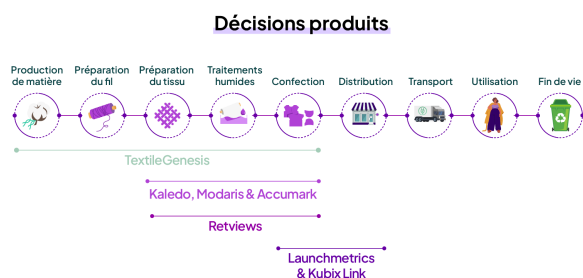 Décisions produits
Production de matière
Préparation du fil
Préparation du tissu
Traitements humides
Confection
Distribution
Transport
Utilisation
Fin de vie
TextileGenesis
Kaledo, Modaris & Accumark
Retviews
Launchmetrics
& Kubix Link